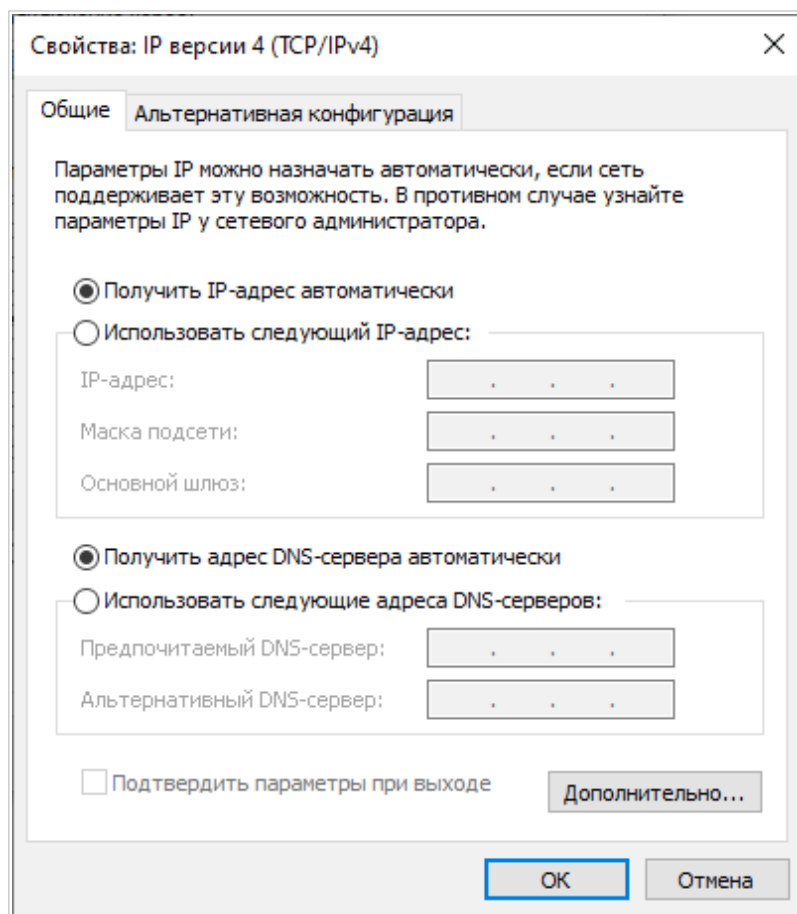 Свойства: IP версии 4 (TCP/IPv4)
Общие
Альтернативная конфигурация
Параметры IP можно назначать автоматически, если сеть
поддерживает эту возможность. В противном случае узнайте
параметры IP у сетевого администратора.
Получить IP-адрес автоматически
Использовать следующий IP-адрес:
IP-адрес:
Маска подсети:
Основной шлюз:
Получить адрес DNS-сервера автоматически
Использовать следующие адреса DNS-серверов:
Предпочитаемый DNS-сервер:
Альтернативный DNS-сервер:
Подтвердить параметры при выходе
Дополнительно...
ОК
Отмена